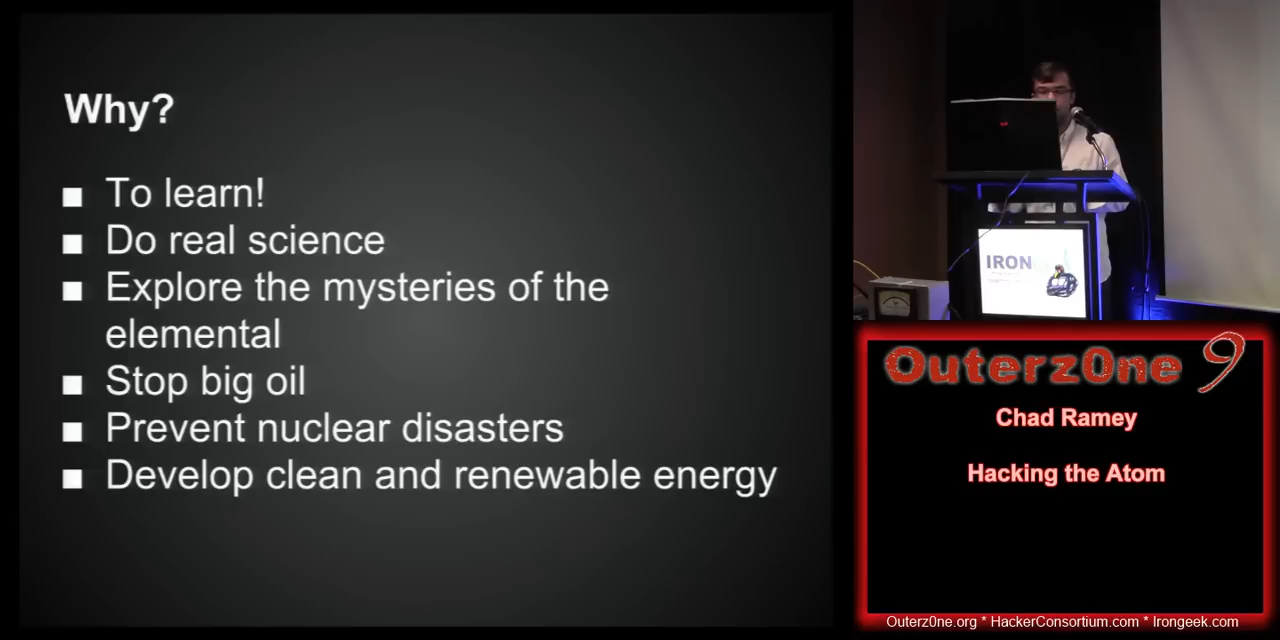 Why?
To learn!
Do real science
Explore the mysteries of the
elemental
Stop big oil
Prevent nuclear disasters
Develop clean and renewable energy
IRON
Outerz0ne 9
Chad Ramey
Hacking the Atom
Outerz0ne.org * HackerConsortium.com * Irongeek.com